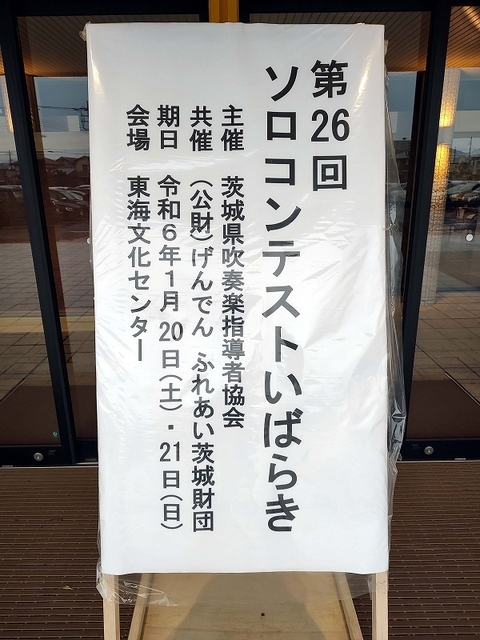 第26回
ソロコンテストいばらき
主催 茨城県吹奏楽指導者協会
共催 (公財)げんでん ふれあい茨城財団
期日 令和6年1月20日(土)・21日(日)
会場 東海文化センター